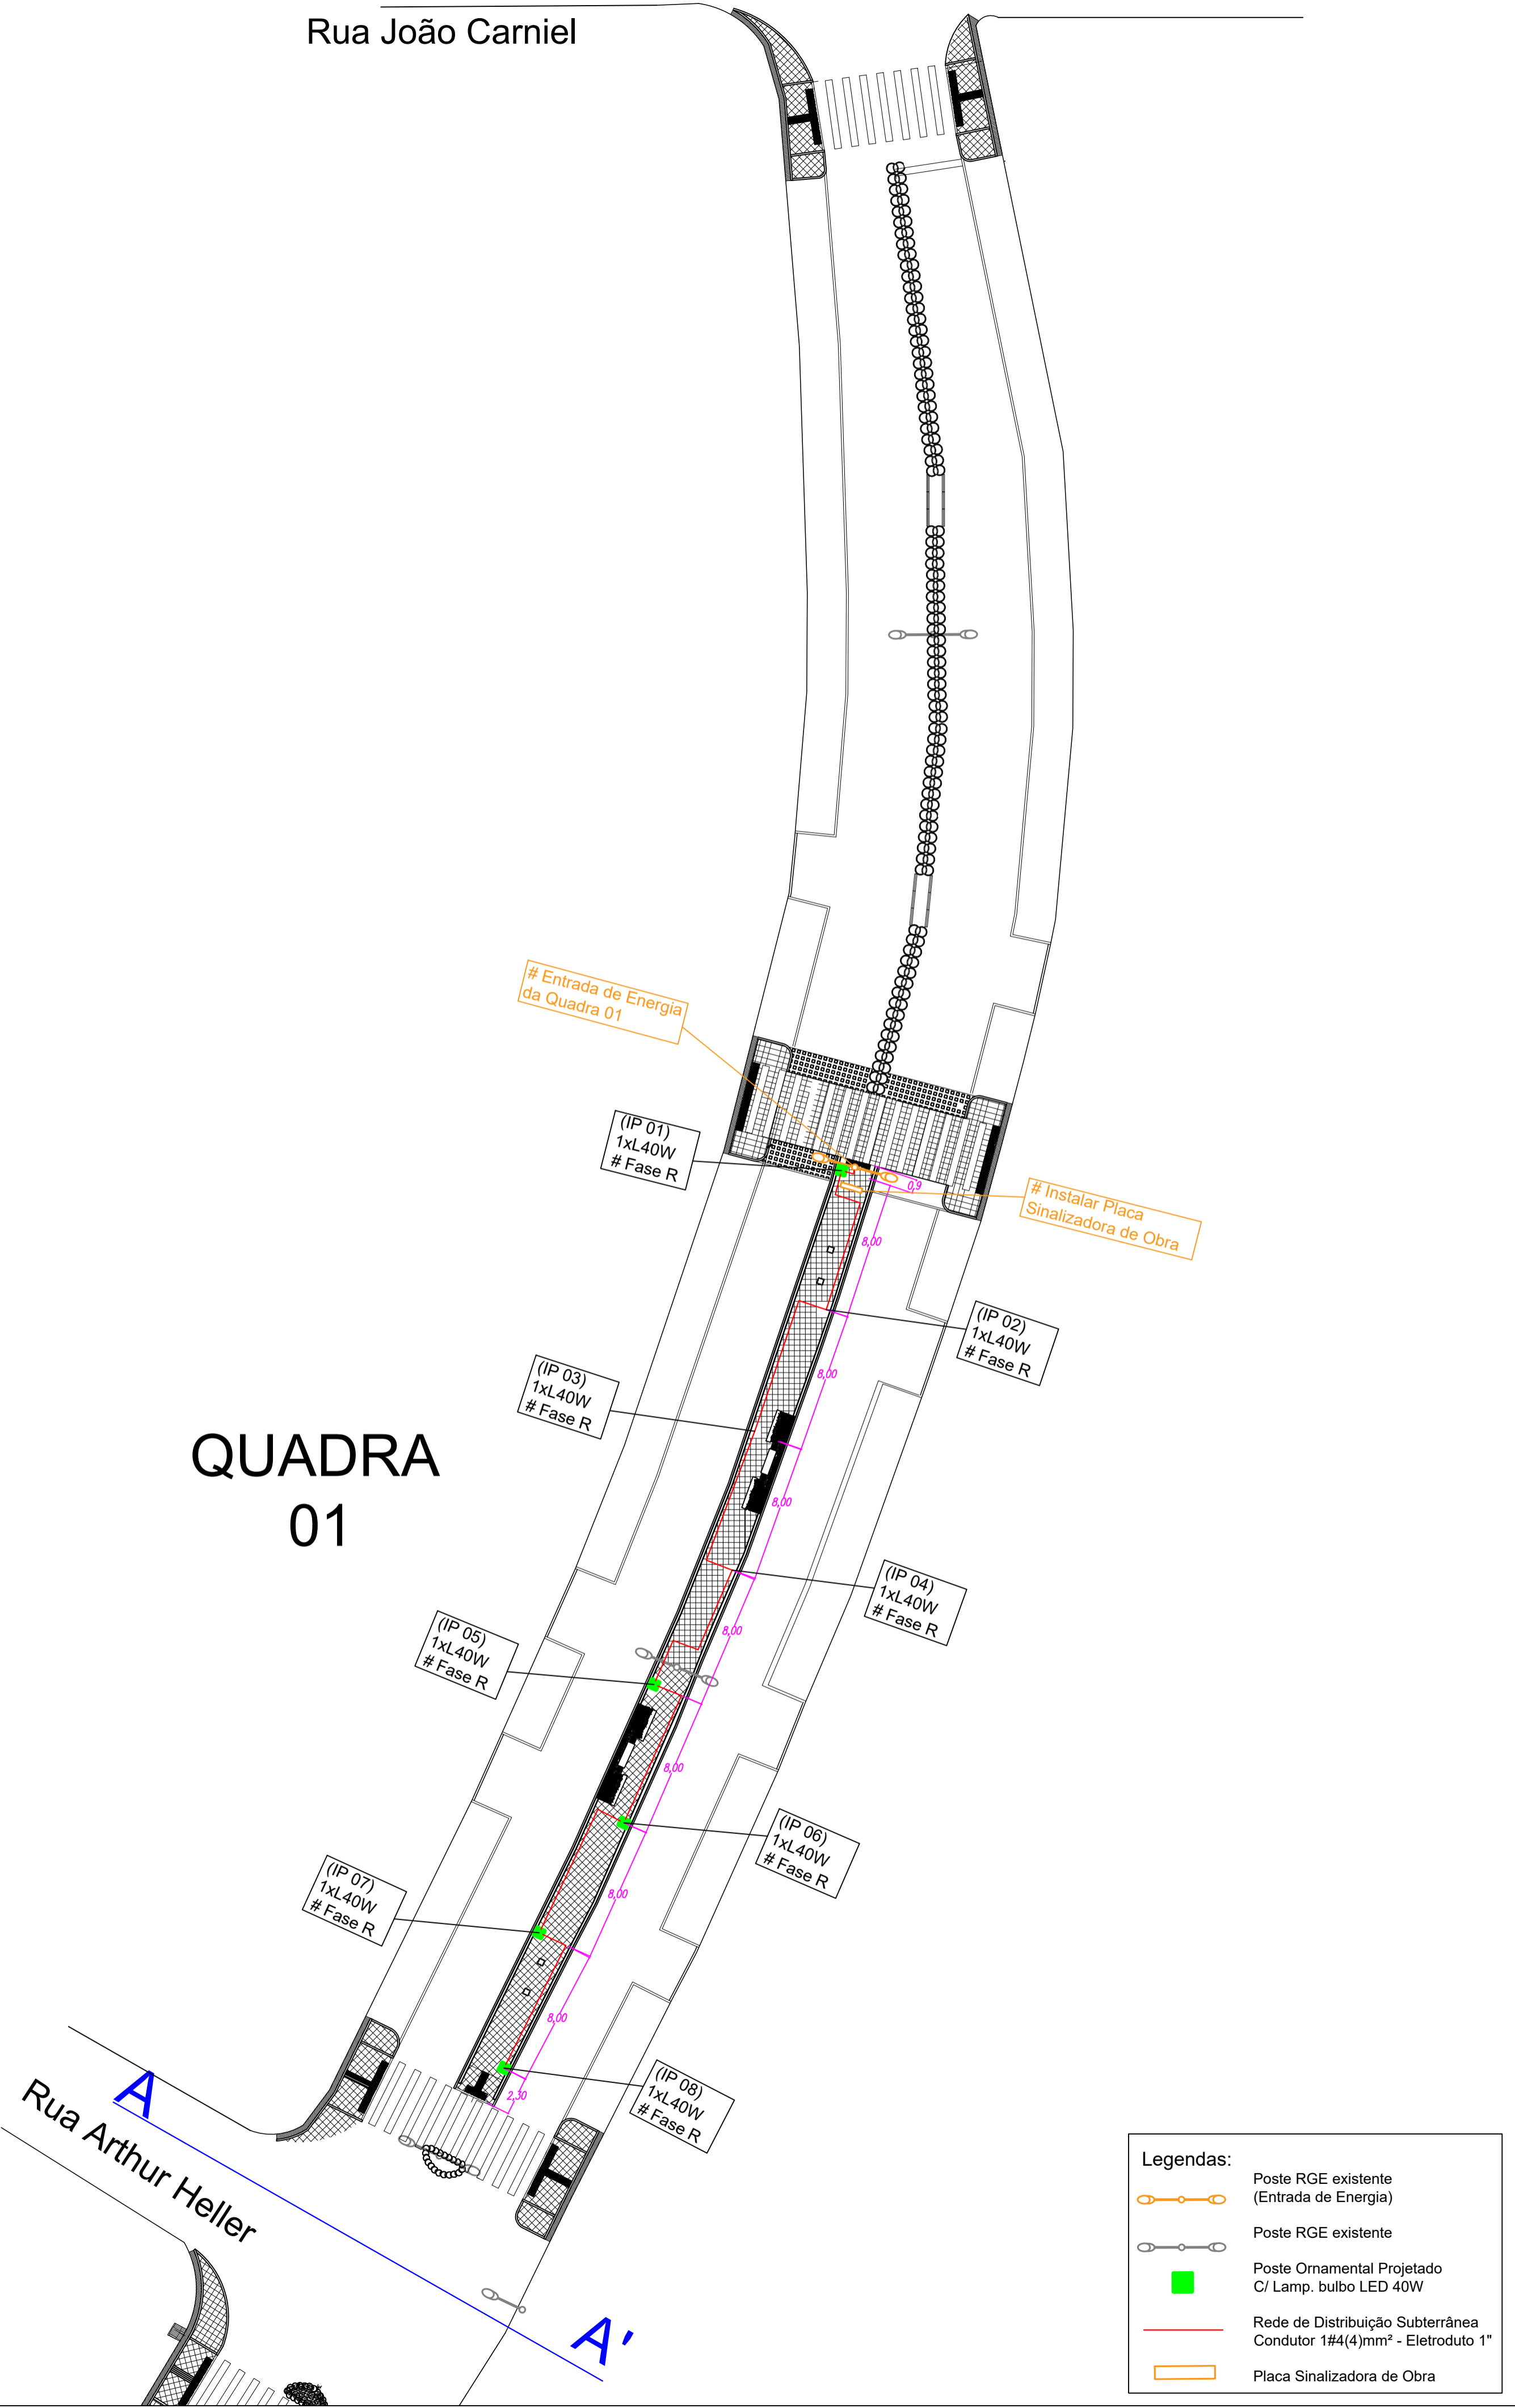 Rua João Carniel
# Entrada de Energia
da Quadra 01
(IP 01)
1xL40W
# Fase R
0,9
# Instalar Placa
Sinalizadora de Obra
8,00
(IP 02)
1xL40W
# Fase R
8,00
(IP 03)
1xL40W
# Fase R
QUADRA
01
8,00
(IP 04)
1xL40W
# Fase R
8,00
(IP 05)
1xL40W
# Fase R
8,00
(IP 06)
1xL40W
# Fase R
8,00
(IP 07)
1xL40W
# Fase R
8,00
(IP 08)
1xL40W
# Fase R
2,30
A
Rua Arthur Heller
A'
Legendas:
Poste RGE existente
(Entrada de Energia)
Poste RGE existente
Poste Ornamental Projetado
C/ Lamp. bulbo LED 40W
Rede de Distribuição Subterrânea
Condutor 1#4(4)mm² - Eletroduto 1"
Placa Sinalizadora de Obra